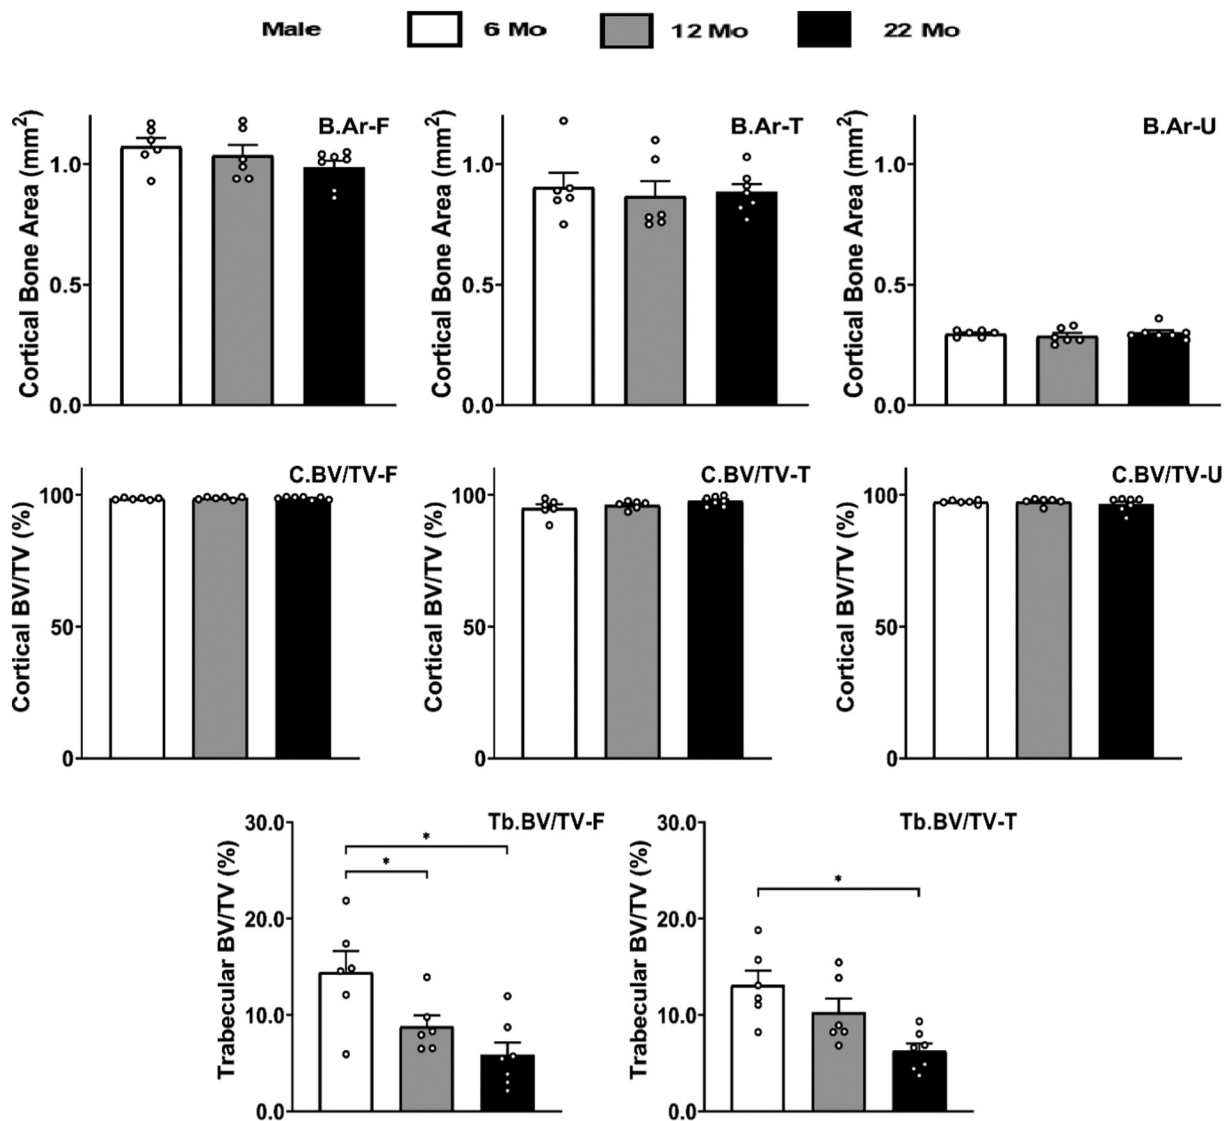 Male 6 Mo 12 Mo 22 Mo
Cortical Bone Area (mm²)
1.0
0.5
0.0
B.Ar-F
Cortical Bone Area (mm²)
1.0
0.5
0.0
B.Ar-T
Cortical Bone Area (mm²)
1.0
0.5
0.0
B.Ar-U
Cortical BV/TV (%)
100
50
0
C.BV/TV-F
Cortical BV/TV (%)
100
50
0
C.BV/TV-T
Cortical BV/TV (%)
100
50
0
C.BV/TV-U
Trabecular BV/TV (%)
30.0
20.0
10.0
0.0
Tb.BV/TV-F
*
*
Trabecular BV/TV (%)
30.0
20.0
10.0
0.0
Tb.BV/TV-T
*